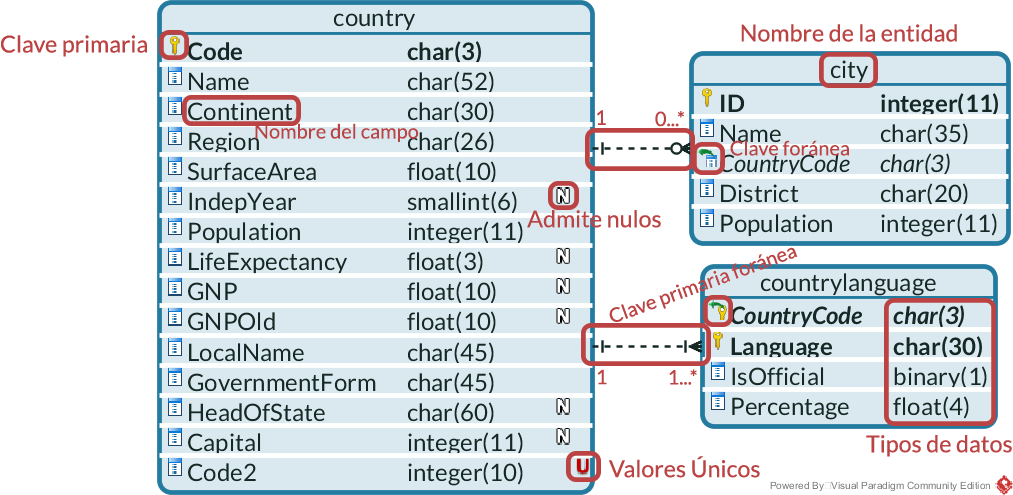 country
Clave primaria
Code char(3)
Name char(52)
Continent char(30)
Nombre del campo
Region char(26)
SurfaceArea float(10)
IndepYear smallint(6) N
Admite nulos
Population integer(11)
LifeExpectancy float(3) N
GNP float(10) N
GNPOld float(10) N
LocalName char(45)
GovernmentForm char(45)
HeadOfState char(60) N
Capital integer(11) N
Code2 integer(10) U
Valores Únicos
1 0...*
Nombre de la entidad
city
ID integer(11)
Name char(35)
Clave foránea
CountryCode char(3)
District char(20)
Population integer(11)
Clave primaria foránea
1 1...*
countrylanguage
CountryCode char(3)
Language char(30)
IsOfficial binary(1)
Percentage float(4)
Tipos de datos
Powered By Visual Paradigm Community Edition